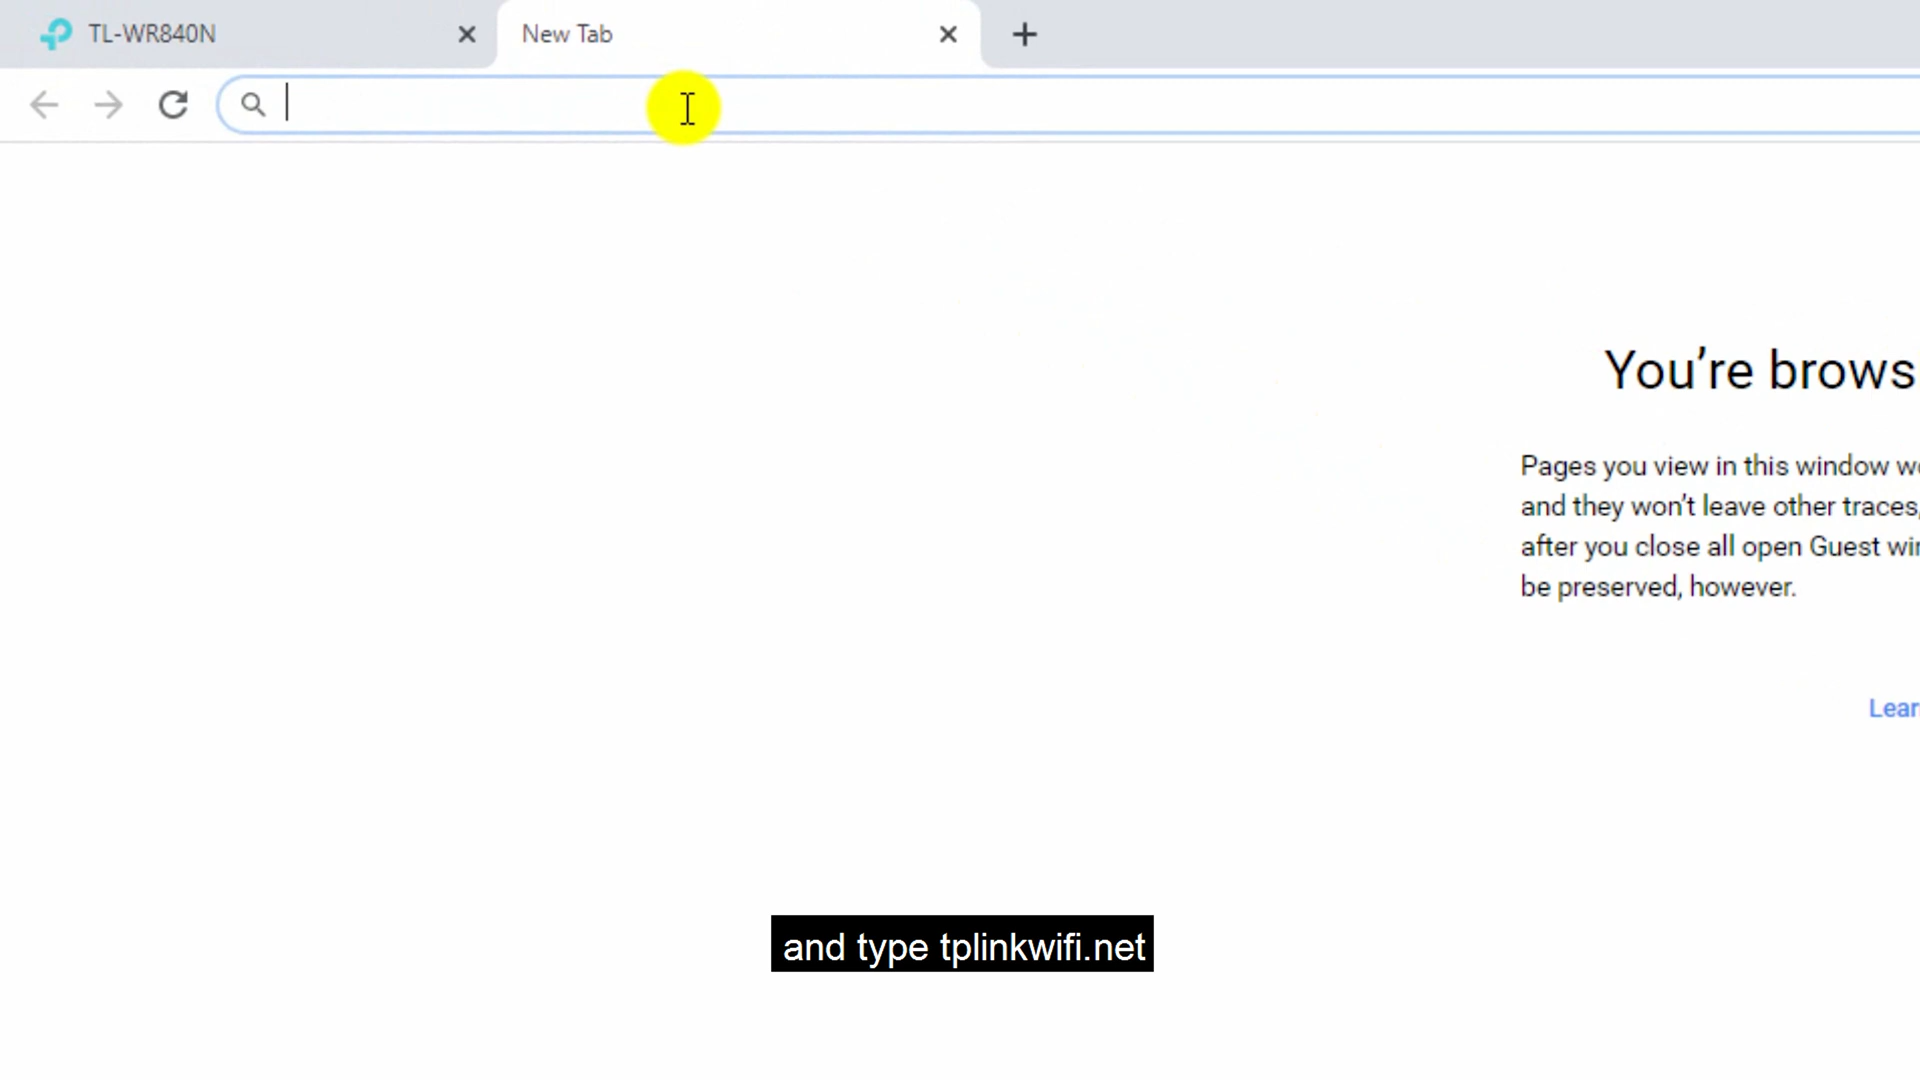 TL-WR840N
New Tab
You're brows
Pages you view in this window
and they won't leave other traces,
after you close all open Guest
be preserved, however.
Lear
and type tplinkwifi.net